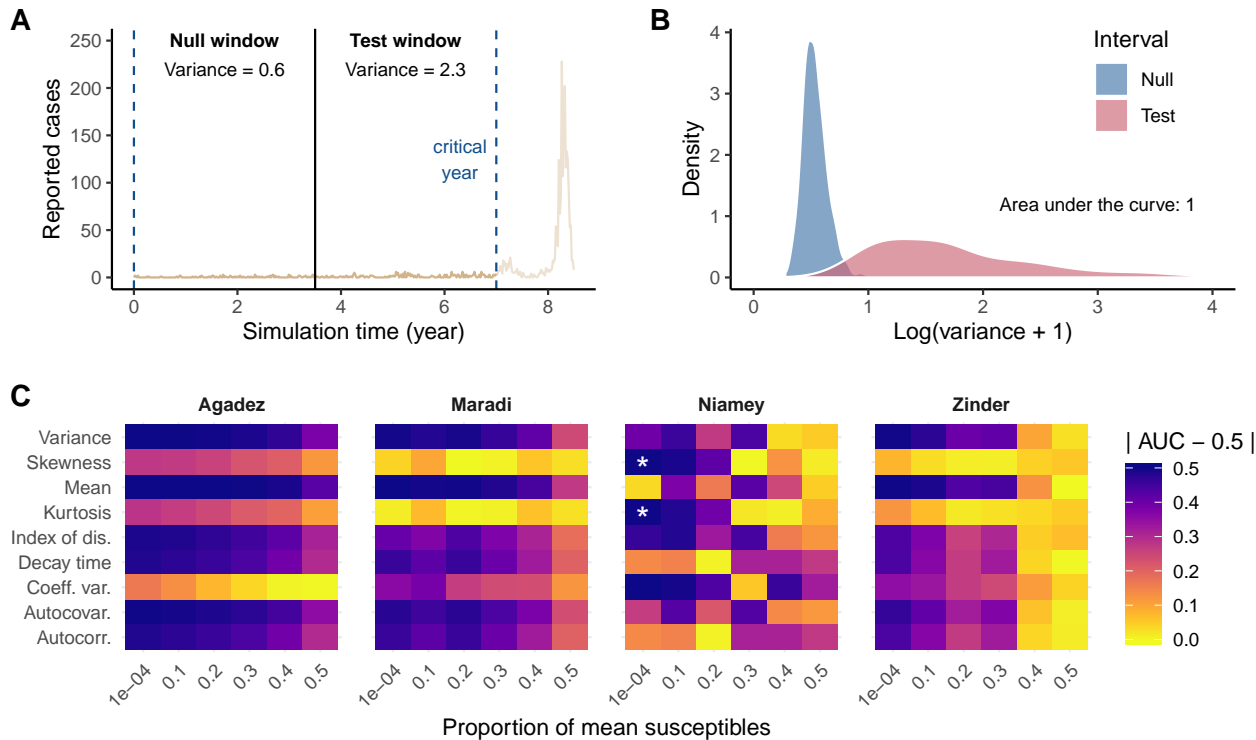 A
Null window
Test window
Variance = 0.6
Variance = 2.3
critical
year
Reported cases
250
200
150
100
50
0
0
2
4
6
8
Simulation time (year)
B
Interval
Null
Test
Area under the curve: 1
Density
4
3
2
1
0
0
1
2
3
4
Log(variance + 1)
C
Agadez
Maradi
Niamey
Zinder
Variance
Skewness
Mean
Kurtosis
Index of dis.
Decay time
Coeff. var.
Autocovar.
Autocorr.
*
*
1e−04 0.1 0.2 0.3 0.4 0.5
1e−04 0.1 0.2 0.3 0.4 0.5
1e−04 0.1 0.2 0.3 0.4 0.5
1e−04 0.1 0.2 0.3 0.4 0.5
Proportion of mean susceptibles
| AUC − 0.5 |
0.5
0.4
0.3
0.2
0.1
0.0